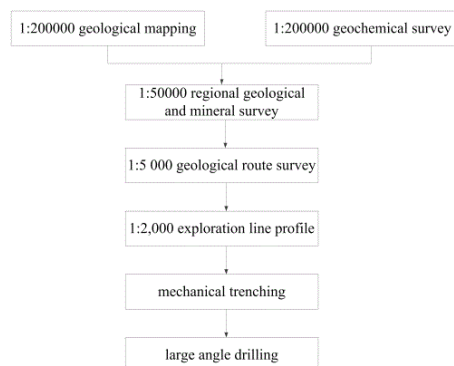 1:200000 geological mapping
1:200000 geochemical survey
1:50000 regional geological
and mineral survey
1:5 000 geological route survey
1:2,000 exploration line profile
mechanical trenching
large angle drilling